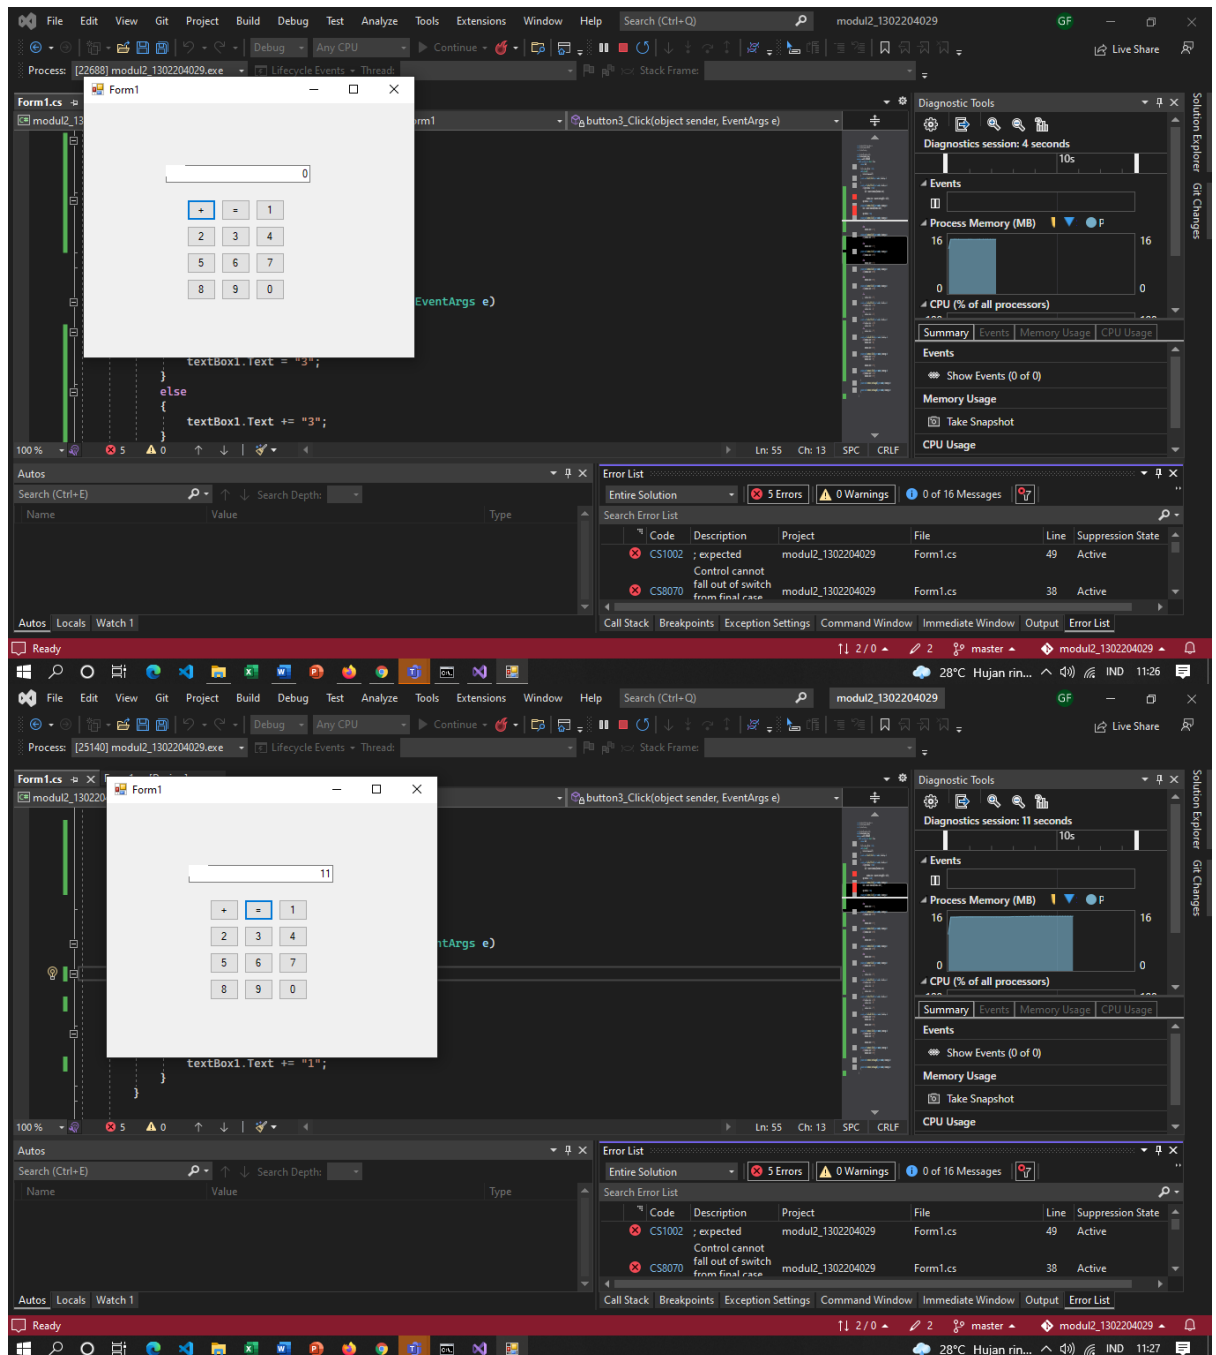 File Edit View Git Project Build Debug Test Analyze Tools Extensions Window Help Search (Ctrl+Q) modul2_1302204029 GF
Debug Any CPU Continue Live Share
Process: [22688] modul2_1302204029.exe Lifecycle Events Thread: Stack Frame:
Form1
Form1.cs
modul2_13
button3_Click(object sender, EventArgs e)
0
+ = 1
2 3 4
5 6 7
8 9 0
EventArgs e)
textBox1.Text = "3";
}
else
{
textBox1.Text += "3";
}
100 % 5 0 Ln: 55 Ch: 13 SPC CRLF
Diagnostic Tools
Diagnostics session: 4 seconds
10s
Events
Process Memory (MB) P
16 16
0 0
CPU (% of all processors)
Summary Events Memory Usage CPU Usage
Events
Show Events (0 of 0)
Memory Usage
Take Snapshot
CPU Usage
Solution Explorer
Git Changes
Autos
Search (Ctrl+E) Search Depth:
Name Value Type
Autos Locals Watch 1
Error List
Entire Solution 5 Errors 0 Warnings 0 of 16 Messages
Search Error List
Code Description Project File Line Suppression State
CS1002 ; expected modul2_1302204029 Form1.cs 49 Active
CS8070 Control cannot fall out of switch from final case modul2_1302204029 Form1.cs 38 Active
Call Stack Breakpoints Exception Settings Command Window Immediate Window Output Error List
Ready 2 / 0 2 master modul2_1302204029
28°C Hujan rin... IND 11:26
File Edit View Git Project Build Debug Test Analyze Tools Extensions Window Help Search (Ctrl+Q) modul2_1302204029 GF
Debug Any CPU Continue Live Share
Process: [25140] modul2_1302204029.exe Lifecycle Events Thread: Stack Frame:
Form1
Form1.cs
modul2_130220
button3_Click(object sender, EventArgs e)
11
+ = 1
2 3 4
5 6 7
8 9 0
ntArgs e)
textBox1.Text += "1";
}
}
100 % 5 0 Ln: 55 Ch: 13 SPC CRLF
Diagnostic Tools
Diagnostics session: 11 seconds
10s
Events
Process Memory (MB) P
16 16
0 0
CPU (% of all processors)
Summary Events Memory Usage CPU Usage
Events
Show Events (0 of 0)
Memory Usage
Take Snapshot
CPU Usage
Solution Explorer
Git Changes
Autos
Search (Ctrl+E) Search Depth:
Name Value Type
Autos Locals Watch 1
Error List
Entire Solution 5 Errors 0 Warnings 0 of 16 Messages
Search Error List
Code Description Project File Line Suppression State
CS1002 ; expected modul2_1302204029 Form1.cs 49 Active
CS8070 Control cannot fall out of switch from final case modul2_1302204029 Form1.cs 38 Active
Call Stack Breakpoints Exception Settings Command Window Immediate Window Output Error List
Ready 2 / 0 2 master modul2_1302204029
28°C Hujan rin... IND 11:27